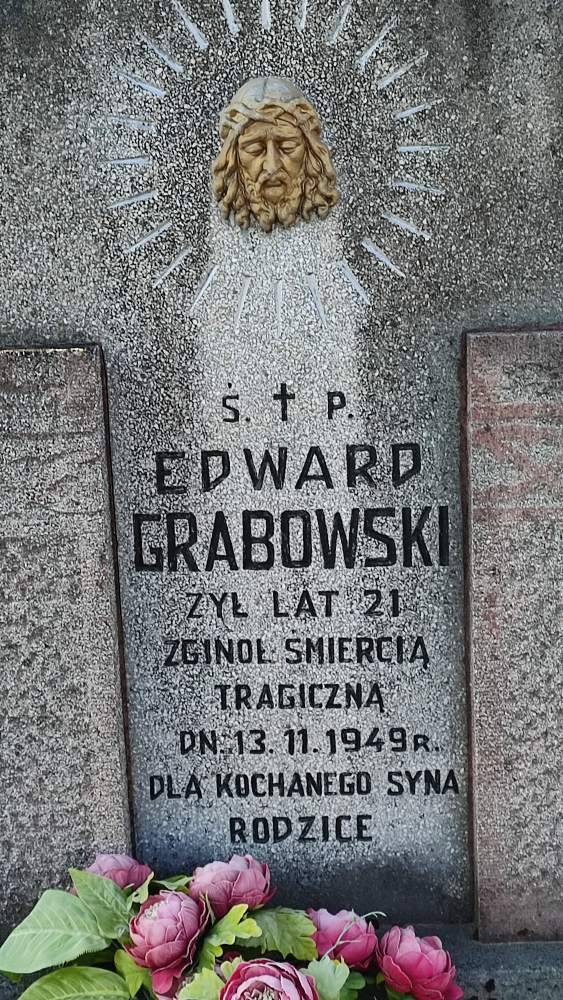 Ś. ✝ P.
EDWARD
GRABOWSKI
ŻYŁ LAT 21
ZGINOŁ ŚMIERCIĄ
TRAGICZNĄ
DN. 13. 11. 1949 R.
DLA KOCHANEGO SYNA
RODZICE